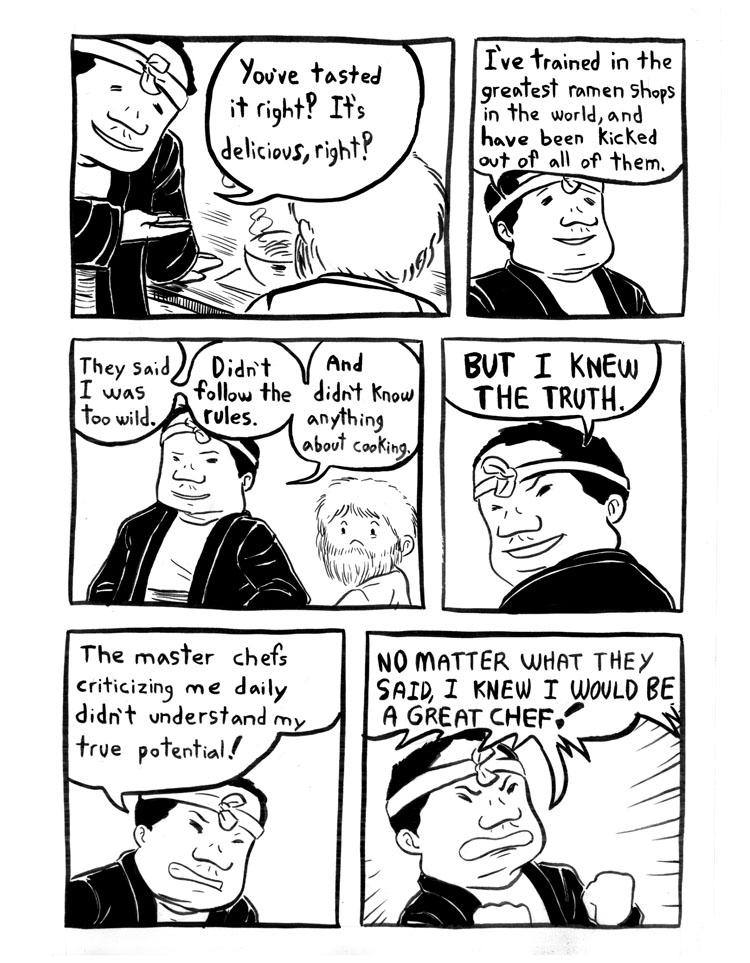 You've tasted
it right? It's
delicious, right?
I've trained in the
greatest ramen shops
in the world, and
have been kicked
out of all of them.
They said
I was
too wild.
Didn't
follow the
rules.
And
didn't know
anything
about cooking.
BUT I KNEW
THE TRUTH.
The master chefs
criticizing me daily
didn't understand my
true potential!
NO MATTER WHAT THEY
SAID, I KNEW I WOULD BE
A GREAT CHEF!